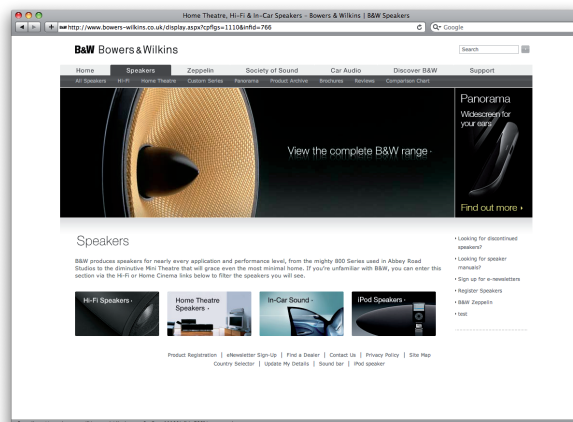 Home Theatre, Hi-Fi & In-Car Speakers - Bowers & Wilkins | B&W Speakers
http://www.bowers-wilkins.co.uk/display.aspx?cpflgs=1110&infid=766
Google
B&W Bowers & Wilkins
Search
Home Speakers Zeppelin Society of Sound Car Audio Discover B&W Support
All Speakers Hi-Fi Home Theatre Custom Series Panorama Product Archive Brochures Reviews Comparison Chart
Panorama
Widescreen for
your ears
View the complete B&W range
Find out more
Speakers
B&W produces speakers for nearly every application and performance level, from the mighty 800 Series used in Abbey Road
Studios to the diminutive Mini Theatre that will grace even the most minimal home. If you're unfamiliar with B&W, you can enter this
section via the Hi-Fi or Home Cinema links below to filter the speakers you will see.
Looking for discontinued
speakers?
Looking for speaker
manuals?
Sign up for e-newsletters
Register Speakers
B&W Zeppelin
test
Hi-Fi Speakers
Home Theatre
Speakers
In-Car Sound
iPod Speakers
Product Registration | eNewsletter Sign-Up | Find a Dealer | Contact Us | Privacy Policy | Site Map
Country Selector | Update My Details | Sound bar | iPod speaker